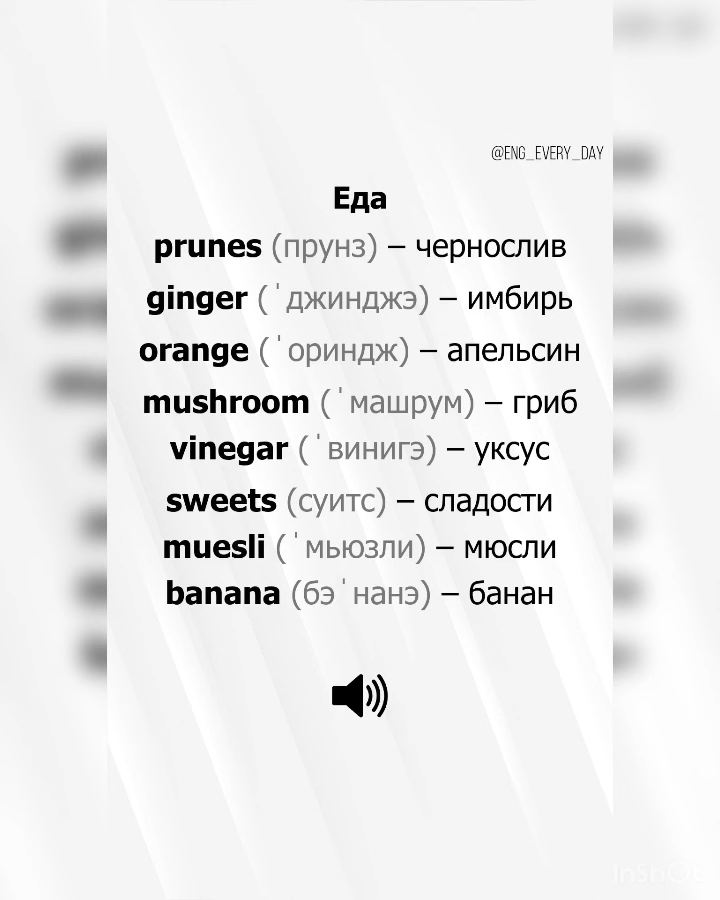 @ENG_EVERY_DAY
Еда
prunes (прунз) – чернослив
ginger (ˈджинджэ) – имбирь
orange (ˈориндж) – апельсин
mushroom (ˈмашрум) – гриб
vinegar (ˈвинигэ) – уксус
sweets (суитс) – сладости
muesli (ˈмьюзли) – мюсли
banana (бэˈнанэ) – банан
InShOt